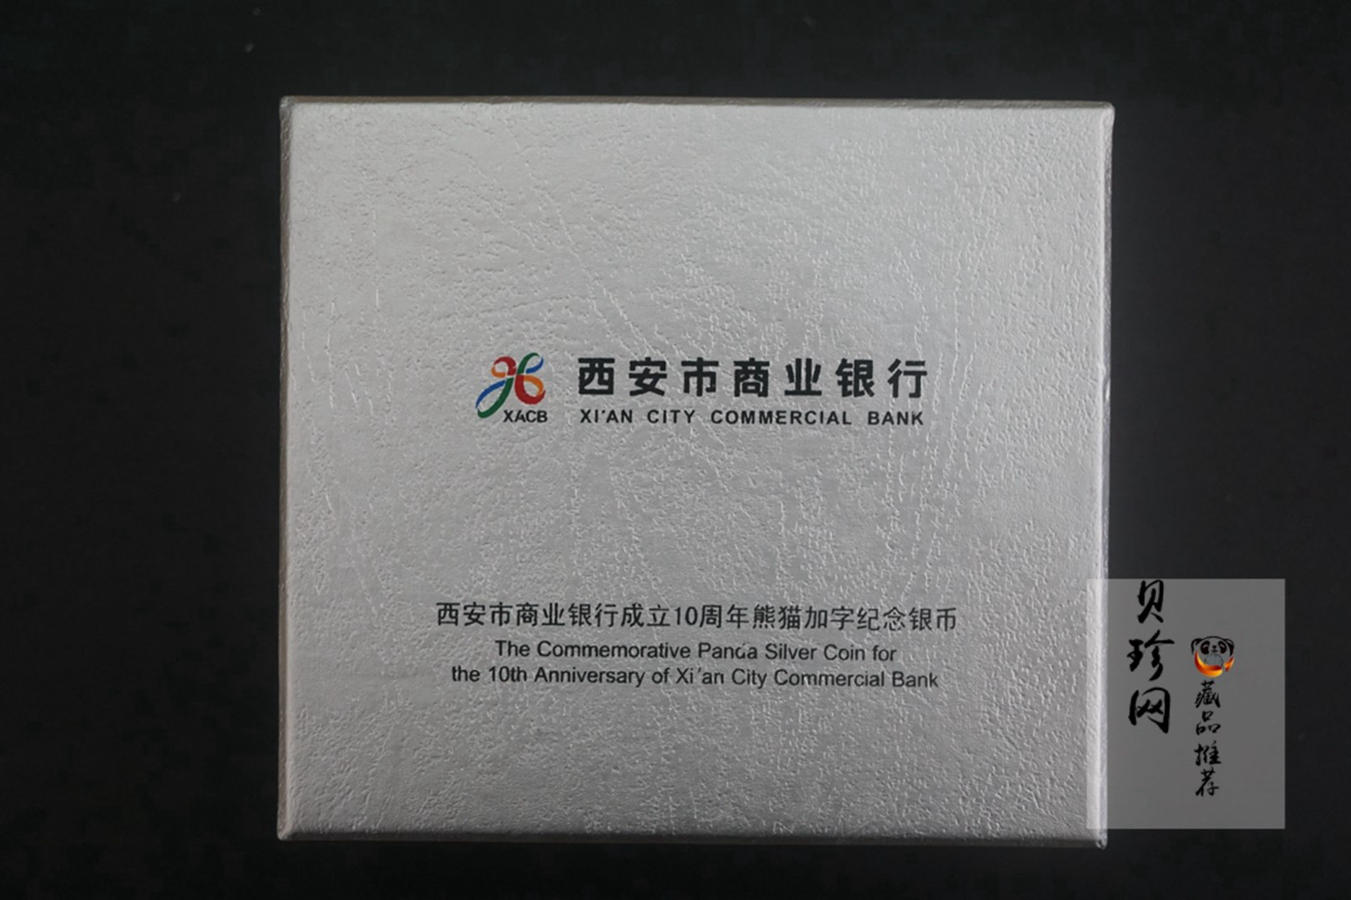 西安市商业银行
XACB
XI'AN CITY COMMERCIAL BANK
西安市商业银行成立10周年熊猫加字纪念银币
The Commemorative Panda Silver Coin for
the 10th Anniversary of Xi'an City Commercial Bank
贝珍网
藏品推荐